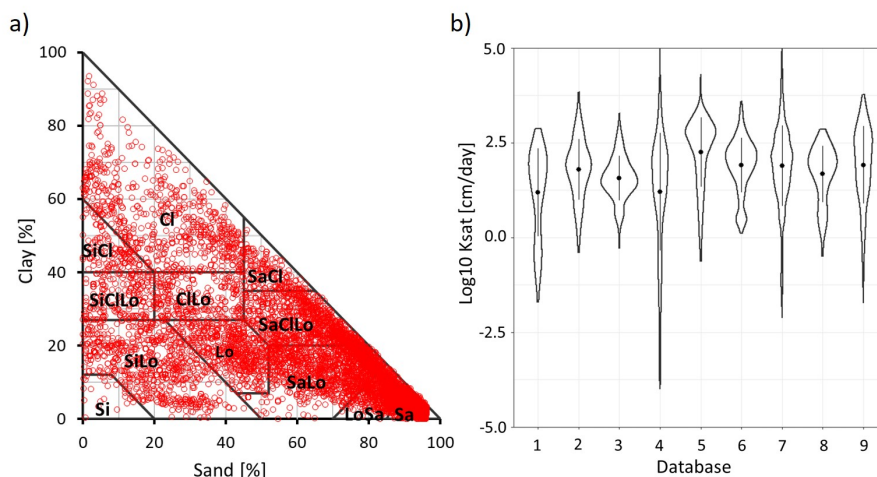 a)
100
80
60
40
20
0
Clay [%]
Cl
SiCl
SaCl
SiClLo
ClLo
SaClLo
Lo
SiLo
SaLo
Si
LoSa
Sa
0
20
40
60
80
100
Sand [%]
b)
5.0
2.5
0.0
-2.5
-5.0
Log10 Ksat [cm/day]
1 2 3 4 5 6 7 8 9
Database